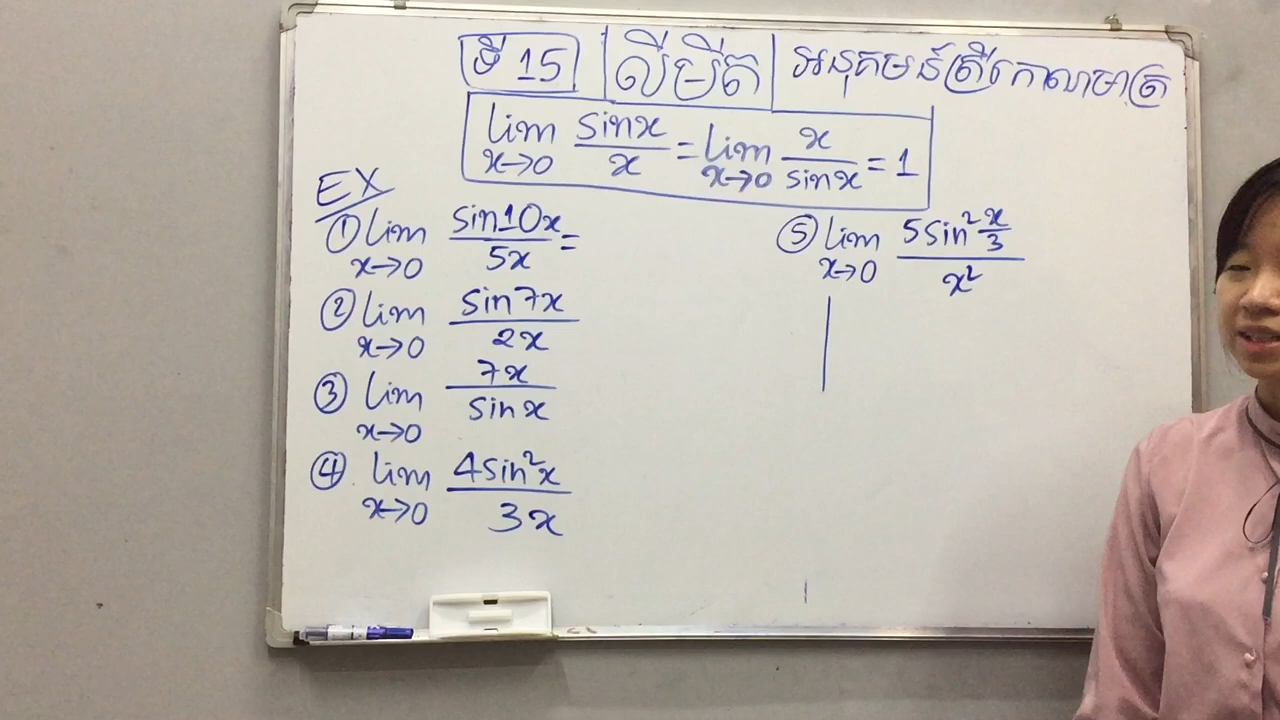 ទី 15 លីមីត អនុគមន៍ត្រីកោណមាត្រ
lim x→0 sinx/x = lim x→0 x/sinx = 1
EX
① lim x→0 sin10x/5x =
② lim x→0 sin7x/2x
③ lim x→0 7x/sinx
④ lim x→0 4sin²x/3x
⑤ lim x→0 5sin²x/3/x²